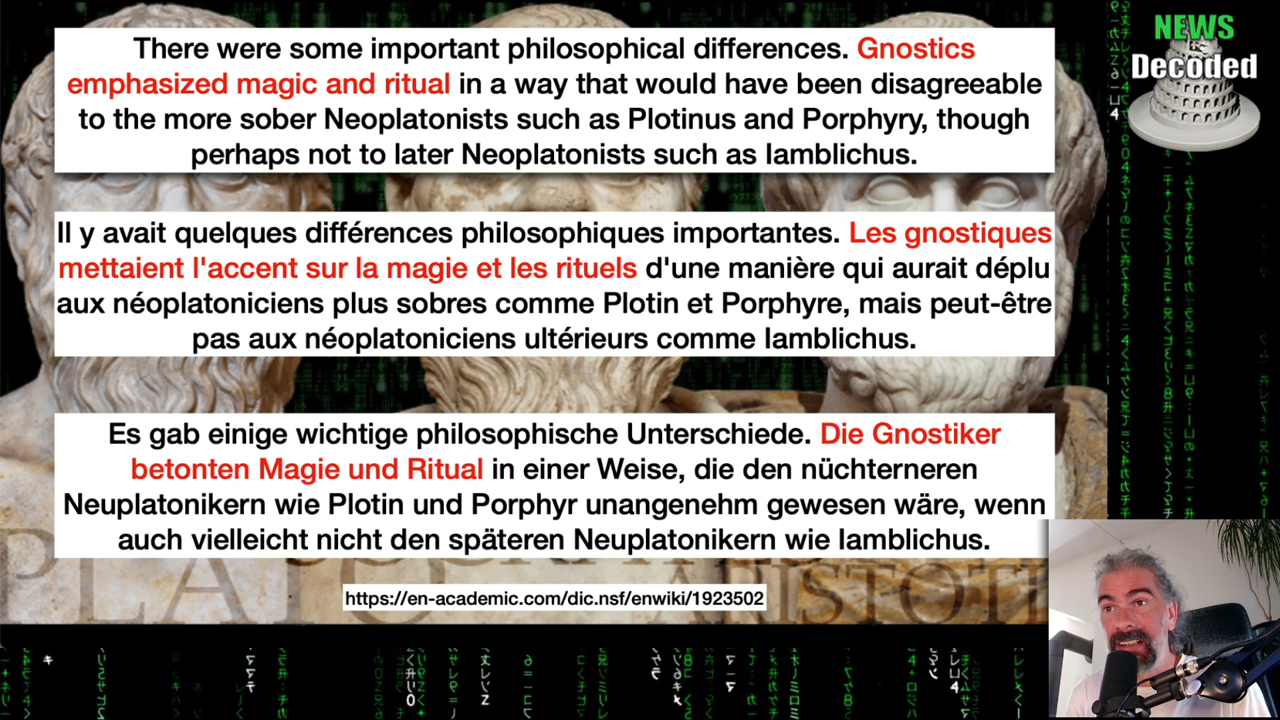 There were some important philosophical differences. Gnostics
emphasized magic and ritual in a way that would have been disagreeable
to the more sober Neoplatonists such as Plotinus and Porphyry, though
perhaps not to later Neoplatonists such as Iamblichus.
NEWS
Decoded
Il y avait quelques différences philosophiques importantes. Les gnostiques
mettaient l'accent sur la magie et les rituels d'une manière qui aurait déplu
aux néoplatoniciens plus sobres comme Plotin et Porphyre, mais peut-être
pas aux néoplatoniciens ultérieurs comme Iamblichus.
Es gab einige wichtige philosophische Unterschiede. Die Gnostiker
betonten Magie und Ritual in einer Weise, die den nüchterneren
Neuplatonikern wie Plotin und Porphyr unangenehm gewesen wäre, wenn
auch vielleicht nicht den späteren Neuplatonikern wie Iamblichus.
https://en-academic.com/dic.nsf/enwiki/1923502